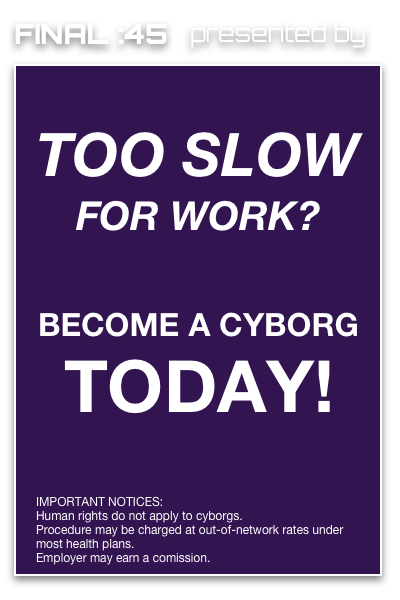 FINAL :45 presented by
TOO SLOW
FOR WORK?
BECOME A CYBORG
TODAY!
IMPORTANT NOTICES:
Human rights do not apply to cyborgs.
Procedure may be charged at out-of-network rates under
most health plans.
Employer may earn a comission.